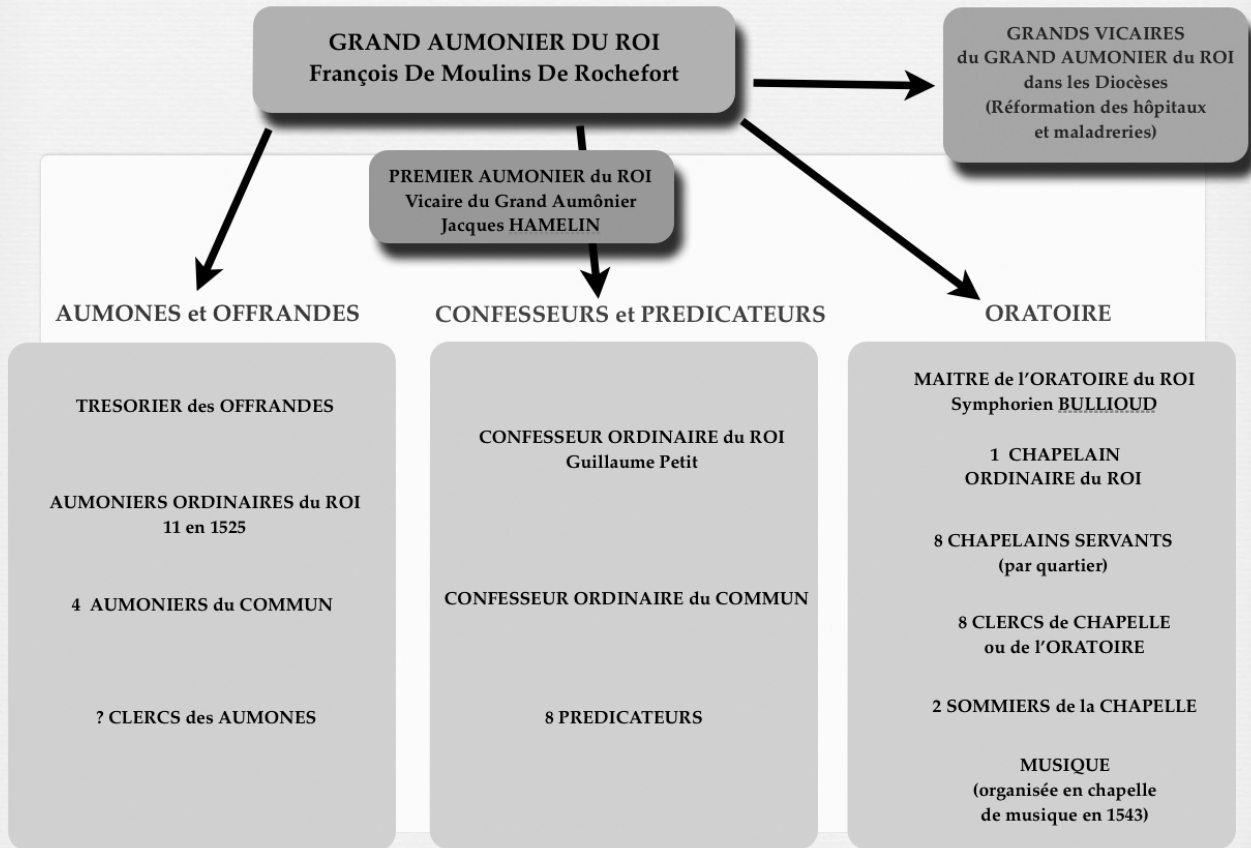 GRAND AUMONIER DU ROI
François De Moulins De Rochefort
GRANDS VICAIRES
du GRAND AUMONIER du ROI
dans les Diocèses
(Réformation des hôpitaux
et maladreries)
PREMIER AUMONIER du ROI
Vicaire du Grand Aumônier
Jacques HAMELIN
AUMONES et OFFRANDES
TRESORIER des OFFRANDES
AUMONIERS ORDINAIRES du ROI
11 en 1525
4 AUMONIERS du COMMUN
? CLERCS des AUMONES
CONFESSEURS et PREDICATEURS
CONFESSEUR ORDINAIRE du ROI
Guillaume Petit
CONFESSEUR ORDINAIRE du COMMUN
8 PREDICATEURS
ORATOIRE
MAITRE de l'ORATOIRE du ROI
Symphorien BULLIOUD
1 CHAPELAIN
ORDINAIRE du ROI
8 CHAPELAINS SERVANTS
(par quartier)
8 CLERCS de CHAPELLE
ou de l'ORATOIRE
2 SOMMIERS de la CHAPELLE
MUSIQUE
(organisée en chapelle
de musique en 1543)